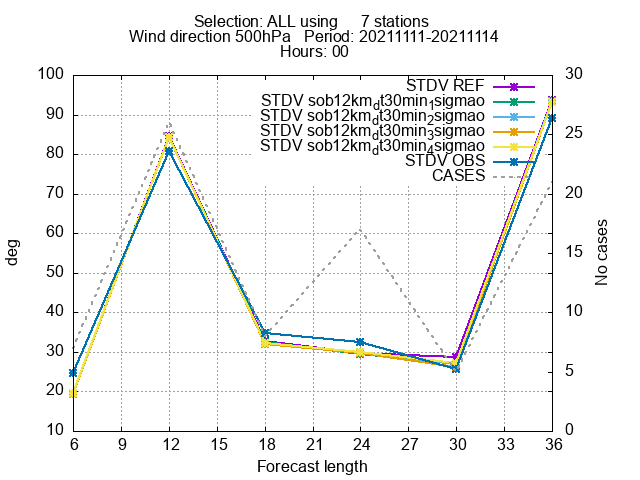 Selection: ALL using 7 stations
Wind direction 500hPa Period: 20211111-20211114
Hours: 00
STDV REF
STDV sob12km_dt30min_1sigmao
STDV sob12km_dt30min_2sigmao
STDV sob12km_dt30min_3sigmao
STDV sob12km_dt30min_4sigmao
STDV OBS
CASES
100
90
80
70
60
50
40
30
20
10
deg
30
25
20
15
10
5
0
No cases
6 9 12 15 18 21 24 27 30 33 36
Forecast length